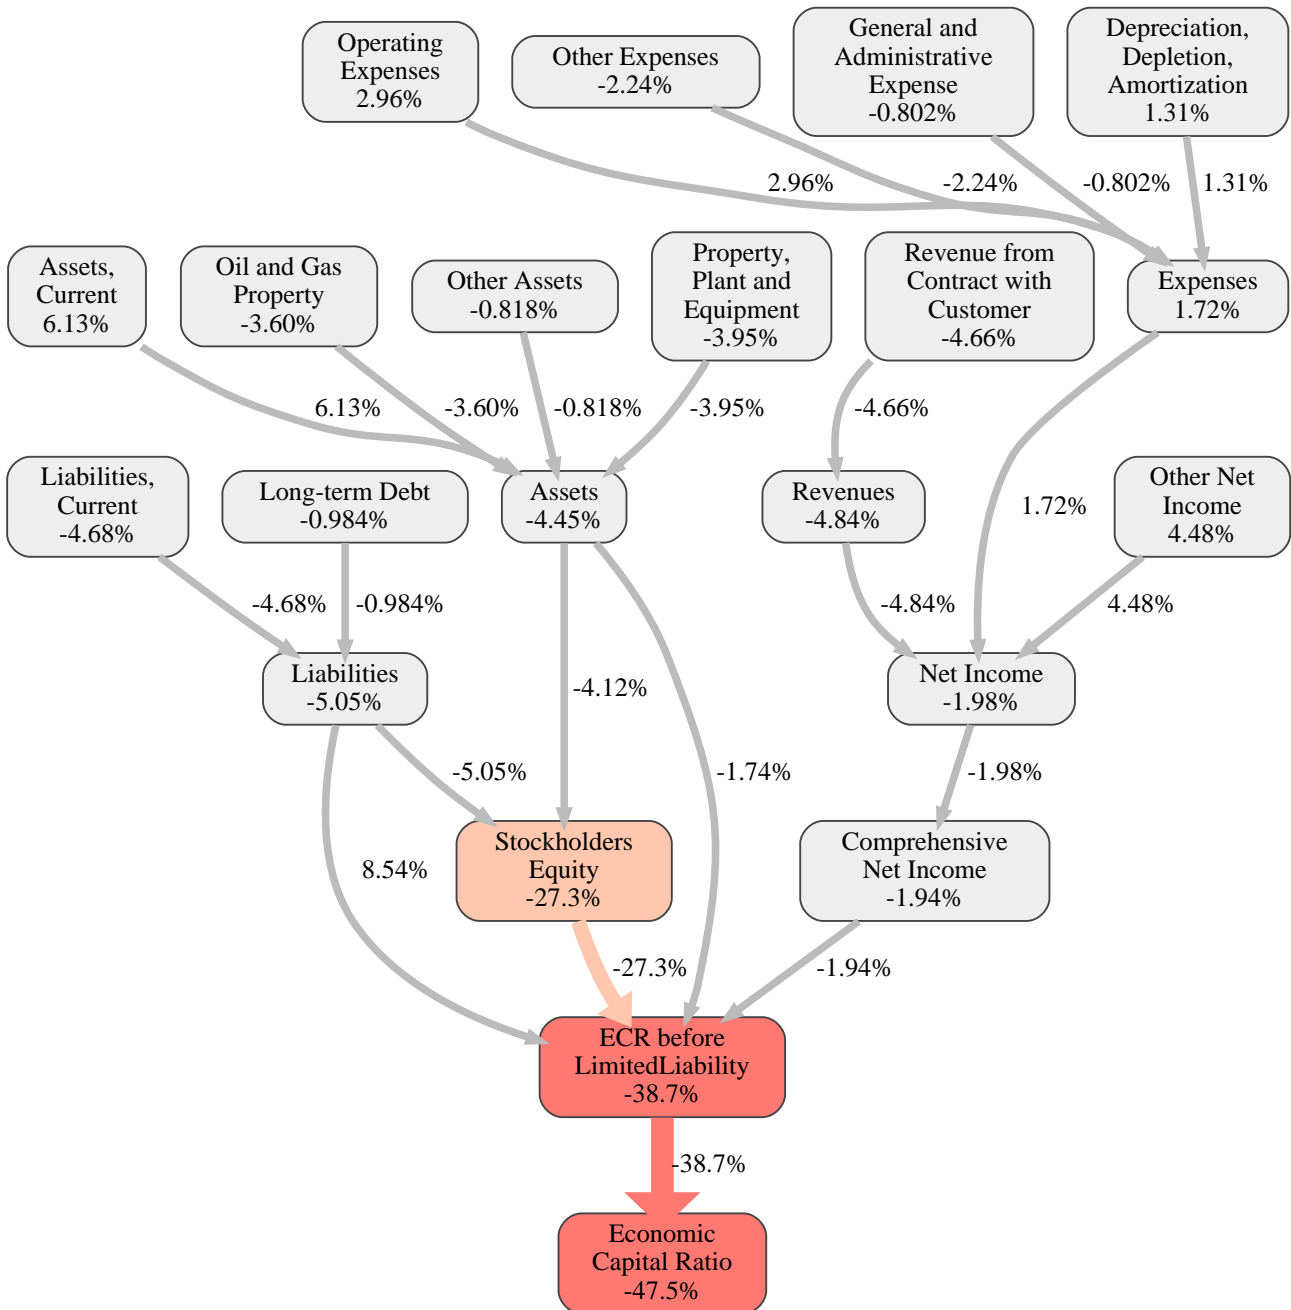 Operating
Expenses
2.96%
Other Expenses
-2.24%
General and
Administrative
Expense
-0.802%
Depreciation,
Depletion,
Amortization
1.31%
2.96%
-2.24%
-0.802%
1.31%
Assets,
Current
6.13%
Oil and Gas
Property
-3.60%
Other Assets
-0.818%
Property,
Plant and
Equipment
-3.95%
Revenue from
Contract with
Customer
-4.66%
Expenses
1.72%
6.13%
-3.60%
-0.818%
-3.95%
-4.66%
Liabilities,
Current
-4.68%
Long-term Debt
-0.984%
Assets
-4.45%
Revenues
-4.84%
1.72%
Other Net
Income
4.48%
-4.68%
-0.984%
-4.84%
4.48%
Liabilities
-5.05%
-4.12%
Net Income
-1.98%
-5.05%
-1.74%
-1.98%
8.54%
Stockholders
Equity
-27.3%
Comprehensive
Net Income
-1.94%
-27.3%
-1.94%
ECR before
LimitedLiability
-38.7%
-38.7%
Economic
Capital Ratio
-47.5%